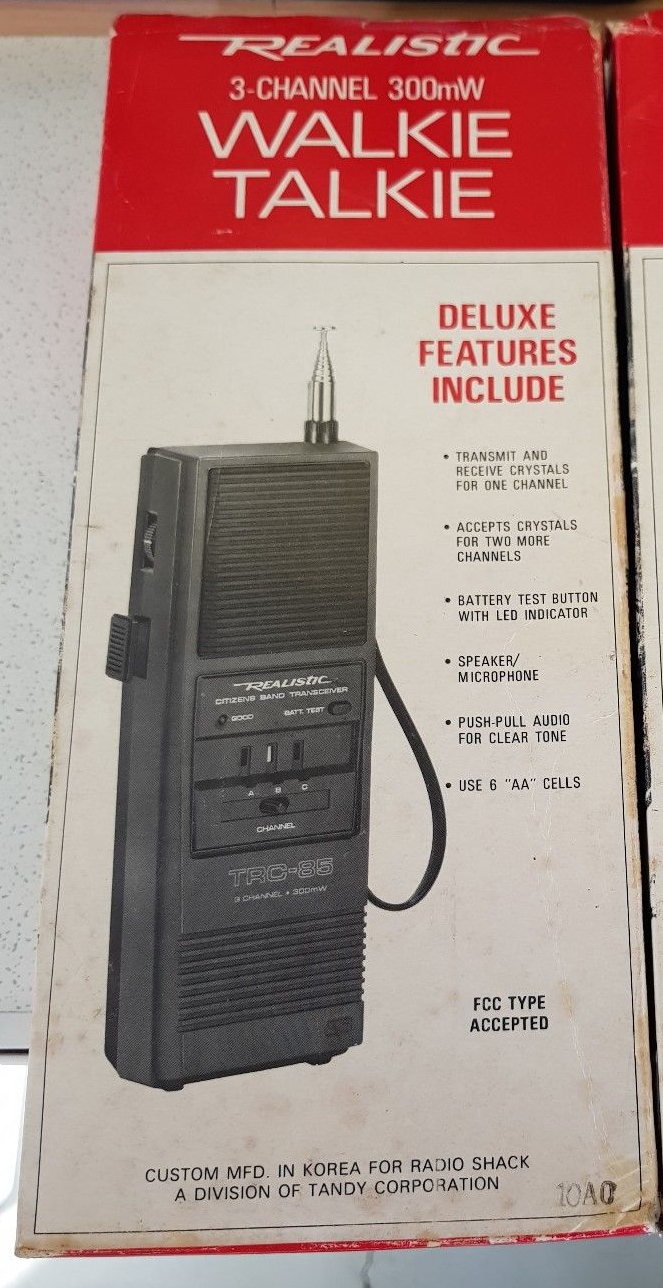 REALISTIC
3-CHANNEL 300mW
WALKIE
TALKIE
DELUXE
FEATURES
INCLUDE
• TRANSMIT AND
RECEIVE CRYSTALS
FOR ONE CHANNEL
• ACCEPTS CRYSTALS
FOR TWO MORE
CHANNELS
• BATTERY TEST BUTTON
WITH LED INDICATOR
• SPEAKER/
MICROPHONE
• PUSH-PULL AUDIO
FOR CLEAR TONE
• USE 6 "AA" CELLS
REALISTIC
CITIZENS BAND TRANSCEIVER
GOOD BATT. TEST
A B C
CHANNEL
TRC-85
3 CHANNEL • 300mW
FCC TYPE
ACCEPTED
CUSTOM MFD. IN KOREA FOR RADIO SHACK
A DIVISION OF TANDY CORPORATION
10A0